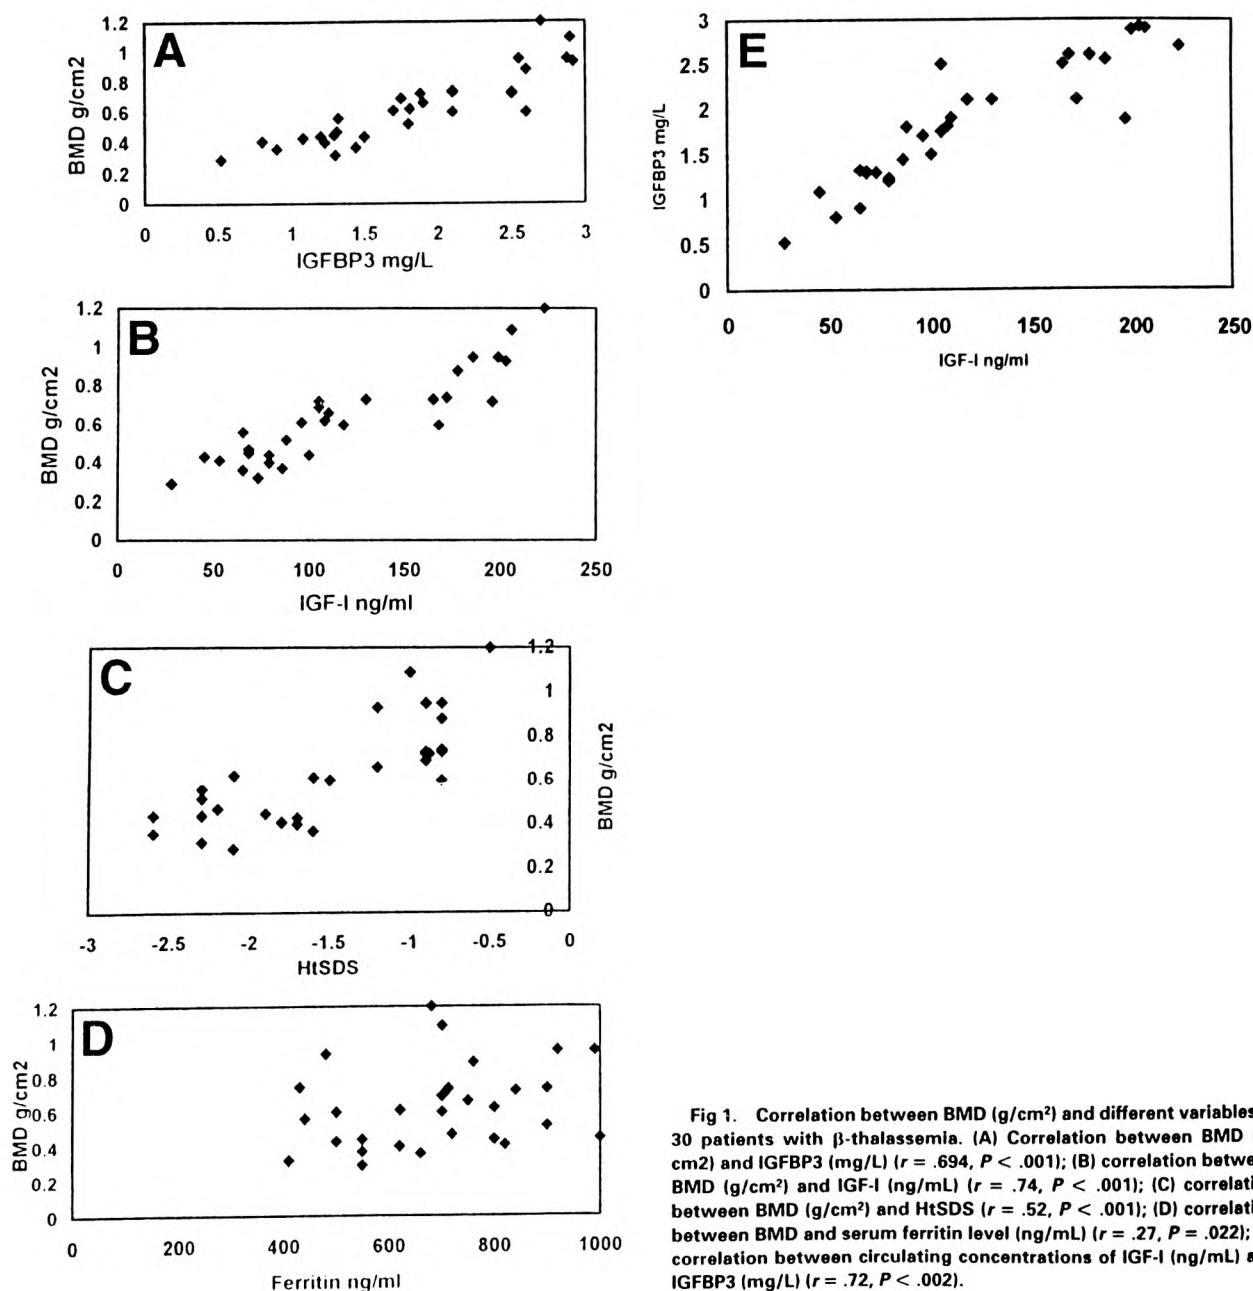 A
BMD g/cm2
1.2
1
0.8
0.6
0.4
0.2
0
0 0.5 1 1.5 2 2.5 3
IGFBP3 mg/L
B
BMD g/cm2
1.2
1
0.8
0.6
0.4
0.2
0
0 50 100 150 200 250
IGF-I ng/ml
C
1.2
1
0.8
0.6
0.4
0.2
0
BMD g/cm2
-3 -2.5 -2 -1.5 -1 -0.5 0
HtSDS
D
BMD g/cm2
1.2
1
0.8
0.6
0.4
0.2
0
0 200 400 600 800 1000
Ferritin ng/ml
E
IGFBP3 mg/L
3
2.5
2
1.5
1
0.5
0
0 50 100 150 200 250
IGF-I ng/ml
Fig 1. Correlation between BMD (g/cm²) and different variables
30 patients with β-thalassemia. (A) Correlation between BMD
cm2) and IGFBP3 (mg/L) (r = .694, P < .001); (B) correlation betwe
BMD (g/cm²) and IGF-I (ng/mL) (r = .74, P < .001); (C) correlati
between BMD (g/cm²) and HtSDS (r = .52, P < .001); (D) correlati
between BMD and serum ferritin level (ng/mL) (r = .27, P = .022);
correlation between circulating concentrations of IGF-I (ng/mL) a
IGFBP3 (mg/L) (r = .72, P < .002).